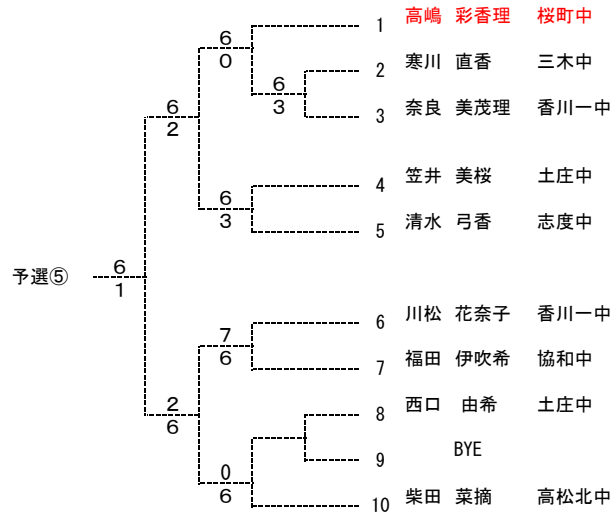 1 高嶋 彩香理 桜町中
6
0
2 寒川 直香 三木中
6
3
3 奈良 美茂理 香川一中
6
2
4 笠井 美桜 土庄中
6
3
5 清水 弓香 志度中
予選⑤
6
1
6 川松 花奈子 香川一中
7
6
7 福田 伊吹希 協和中
2
6
8 西口 由希 土庄中
9 BYE
0
6
10 柴田 菜摘 高松北中